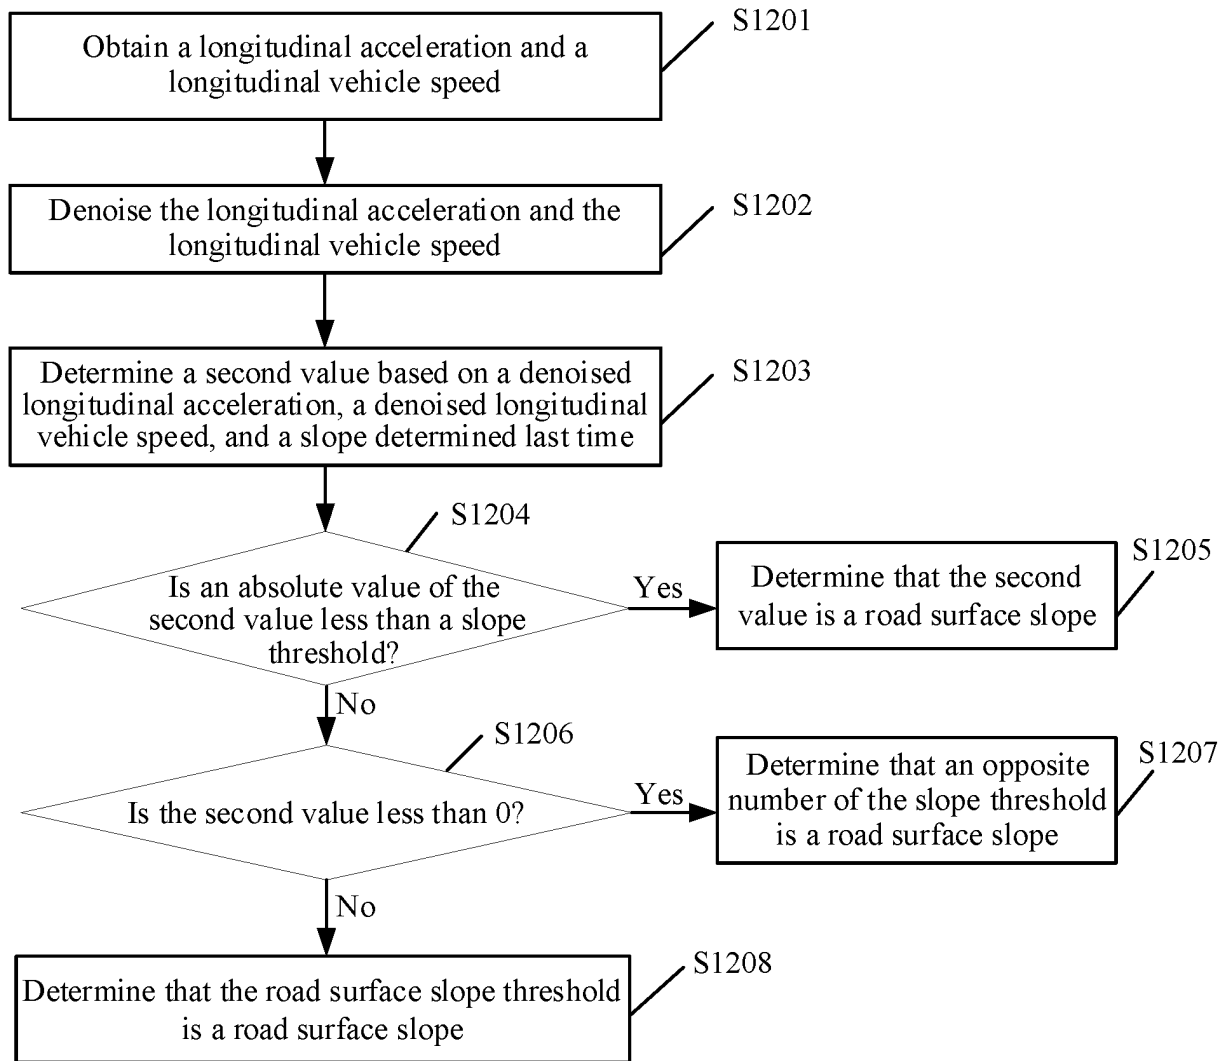 Obtain a longitudinal acceleration and a
longitudinal vehicle speed
S1201
Denoise the longitudinal acceleration and the
longitudinal vehicle speed
S1202
Determine a second value based on a denoised
longitudinal acceleration, a denoised longitudinal
vehicle speed, and a slope determined last time
S1203
S1204
Is an absolute value of the
second value less than a slope
threshold?
Yes
Determine that the second
value is a road surface slope
S1205
No
S1206
Is the second value less than 0?
Yes
Determine that an opposite
number of the slope threshold
is a road surface slope
S1207
No
Determine that the road surface slope threshold
is a road surface slope
S1208